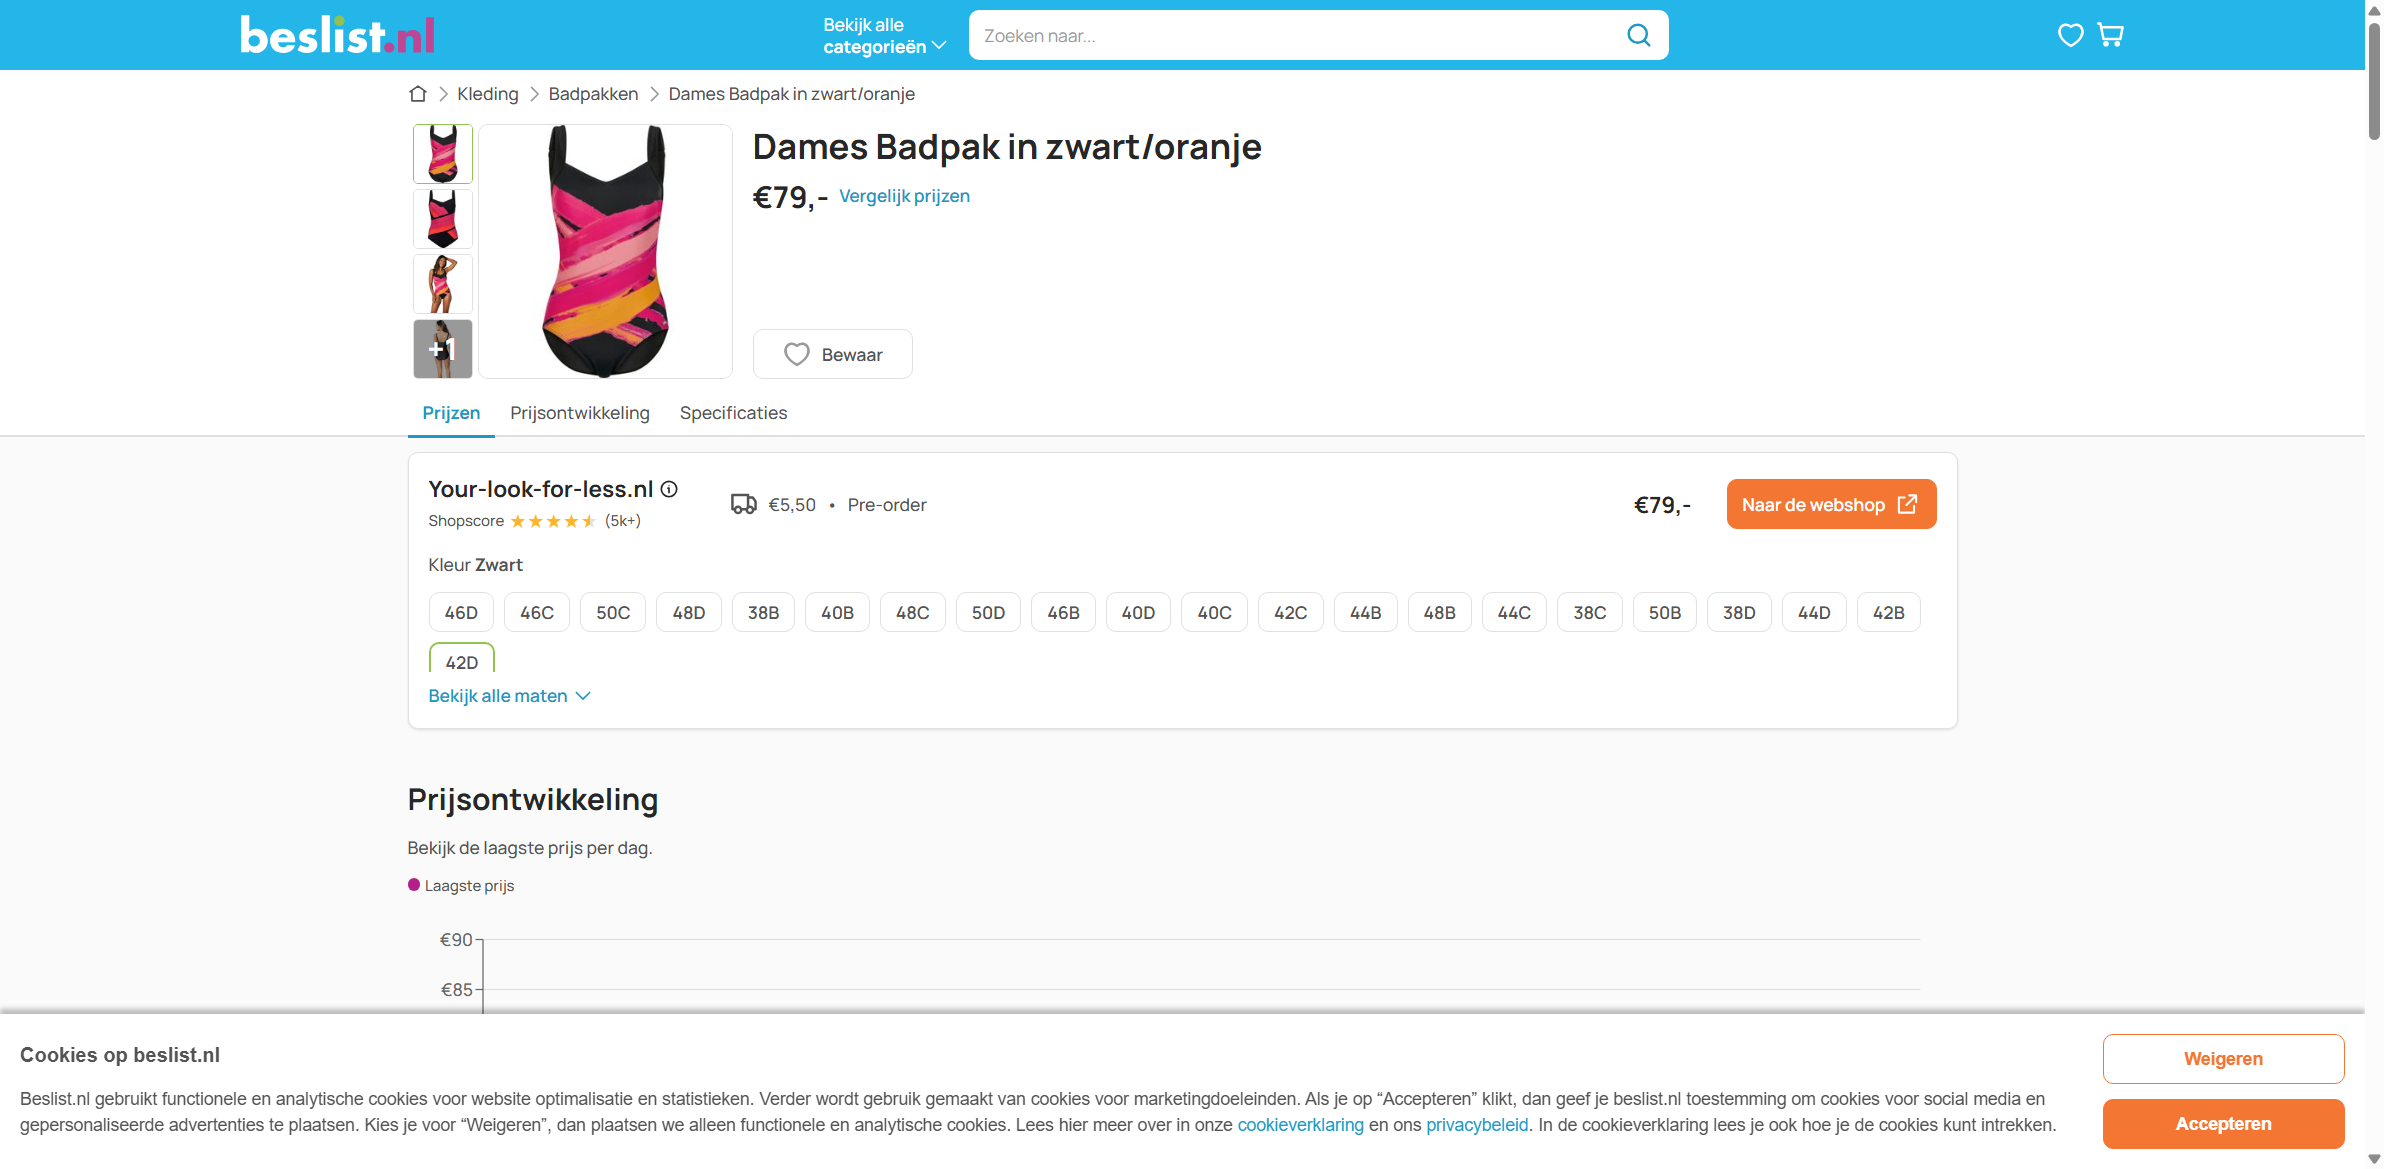 beslist.nl
Bekijk alle
categorieën
Zoeken naar...
Kleding
Badpakken
Dames Badpak in zwart/oranje
+1
Dames Badpak in zwart/oranje
€79,- Vergelijk prijzen
Bewaar
Prijzen
Prijsontwikkeling
Specificaties
Your-look-for-less.nl
Shopscore (5k+)
€5,50 • Pre-order
€79,-
Naar de webshop
Kleur Zwart
46D 46C 50C 48D 38B 40B 48C 50D 46B 40D 40C 42C 44B 48B 44C 38C 50B 38D 44D 42B
42D
Bekijk alle maten
Prijsontwikkeling
Bekijk de laagste prijs per dag.
Laagste prijs
€90
€85
Cookies op beslist.nl
Beslist.nl gebruikt functionele en analytische cookies voor website optimalisatie en statistieken. Verder wordt gebruik gemaakt van cookies voor marketingdoeleinden. Als je op “Accepteren” klikt, dan geef je beslist.nl toestemming om cookies voor social media en
gepersonaliseerde advertenties te plaatsen. Kies je voor “Weigeren”, dan plaatsen we alleen functionele en analytische cookies. Lees hier meer over in onze cookieverklaring en ons privacybeleid. In de cookieverklaring lees je ook hoe je de cookies kunt intrekken.
Weigeren
Accepteren